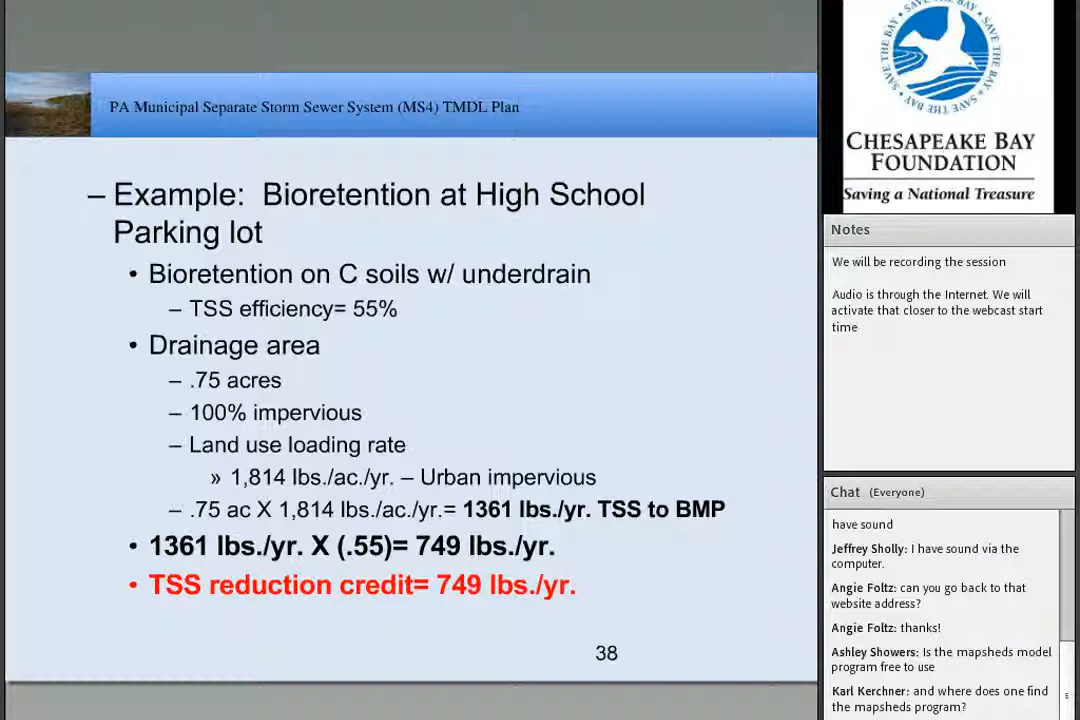 PA Municipal Separate Storm Sewer System (MS4) TMDL Plan
– Example: Bioretention at High School
Parking lot
• Bioretention on C soils w/ underdrain
– TSS efficiency= 55%
• Drainage area
– .75 acres
– 100% impervious
– Land use loading rate
» 1,814 lbs./ac./yr. – Urban impervious
– .75 ac X 1,814 lbs./ac./yr.= 1361 lbs./yr. TSS to BMP
• 1361 lbs./yr. X (.55)= 749 lbs./yr.
• TSS reduction credit= 749 lbs./yr.
38
SAVE THE BAY • SAVE THE BAY • SAVE THE BAY
CHESAPEAKE BAY
FOUNDATION
Saving a National Treasure
Notes
We will be recording the session
Audio is through the Internet. We will
activate that closer to the webcast start
time
Chat (Everyone)
have sound
Jeffrey Sholly: I have sound via the
computer.
Angie Foltz: can you go back to that
website address?
Angie Foltz: thanks!
Ashley Showers: Is the mapsheds model
program free to use
Karl Kerchner: and where does one find
the mapsheds program?